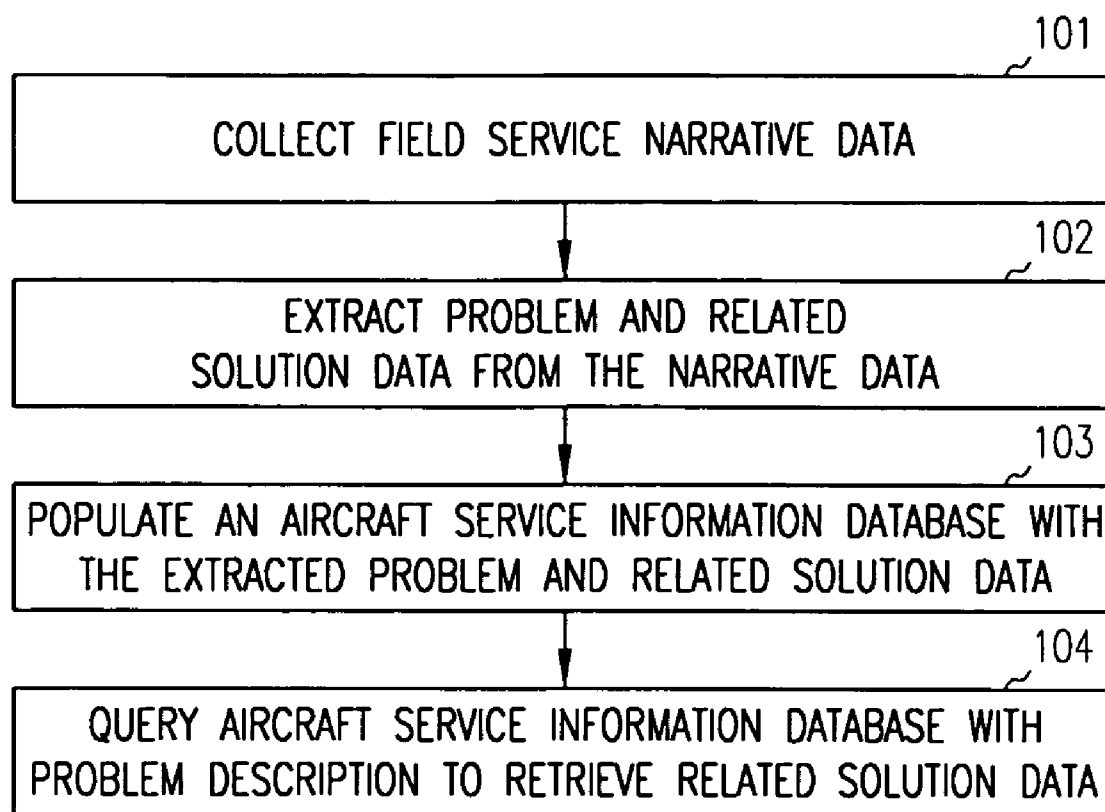 101
COLLECT FIELD SERVICE NARRATIVE DATA
102
EXTRACT PROBLEM AND RELATED
SOLUTION DATA FROM THE NARRATIVE DATA
103
POPULATE AN AIRCRAFT SERVICE INFORMATION DATABASE WITH
THE EXTRACTED PROBLEM AND RELATED SOLUTION DATA
104
QUERY AIRCRAFT SERVICE INFORMATION DATABASE WITH
PROBLEM DESCRIPTION TO RETRIEVE RELATED SOLUTION DATA